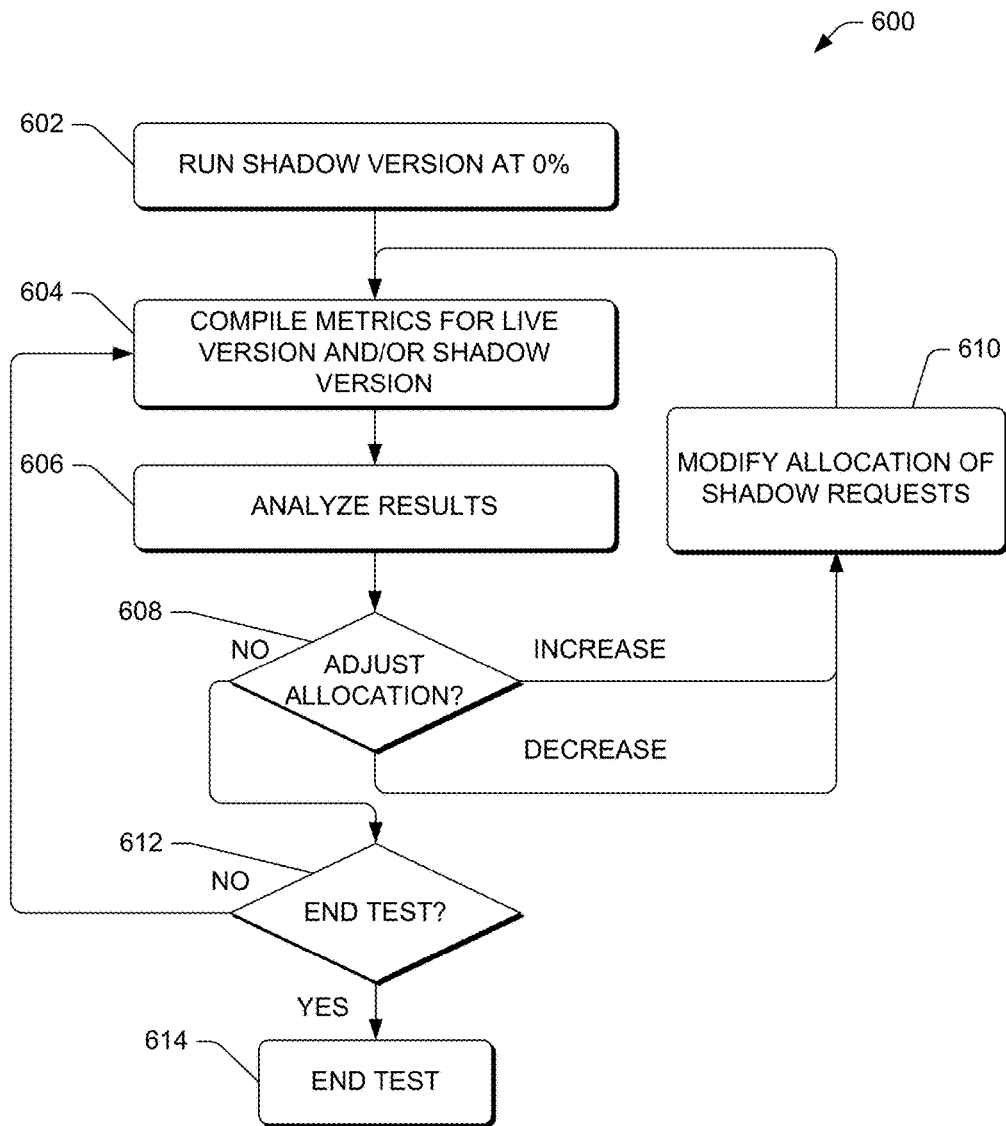 600
602
RUN SHADOW VERSION AT 0%
604
COMPILE METRICS FOR LIVE
VERSION AND/OR SHADOW
VERSION
610
MODIFY ALLOCATION OF
SHADOW REQUESTS
606
ANALYZE RESULTS
608
NO
ADJUST
ALLOCATION?
INCREASE
DECREASE
612
NO
END TEST?
YES
614
END TEST